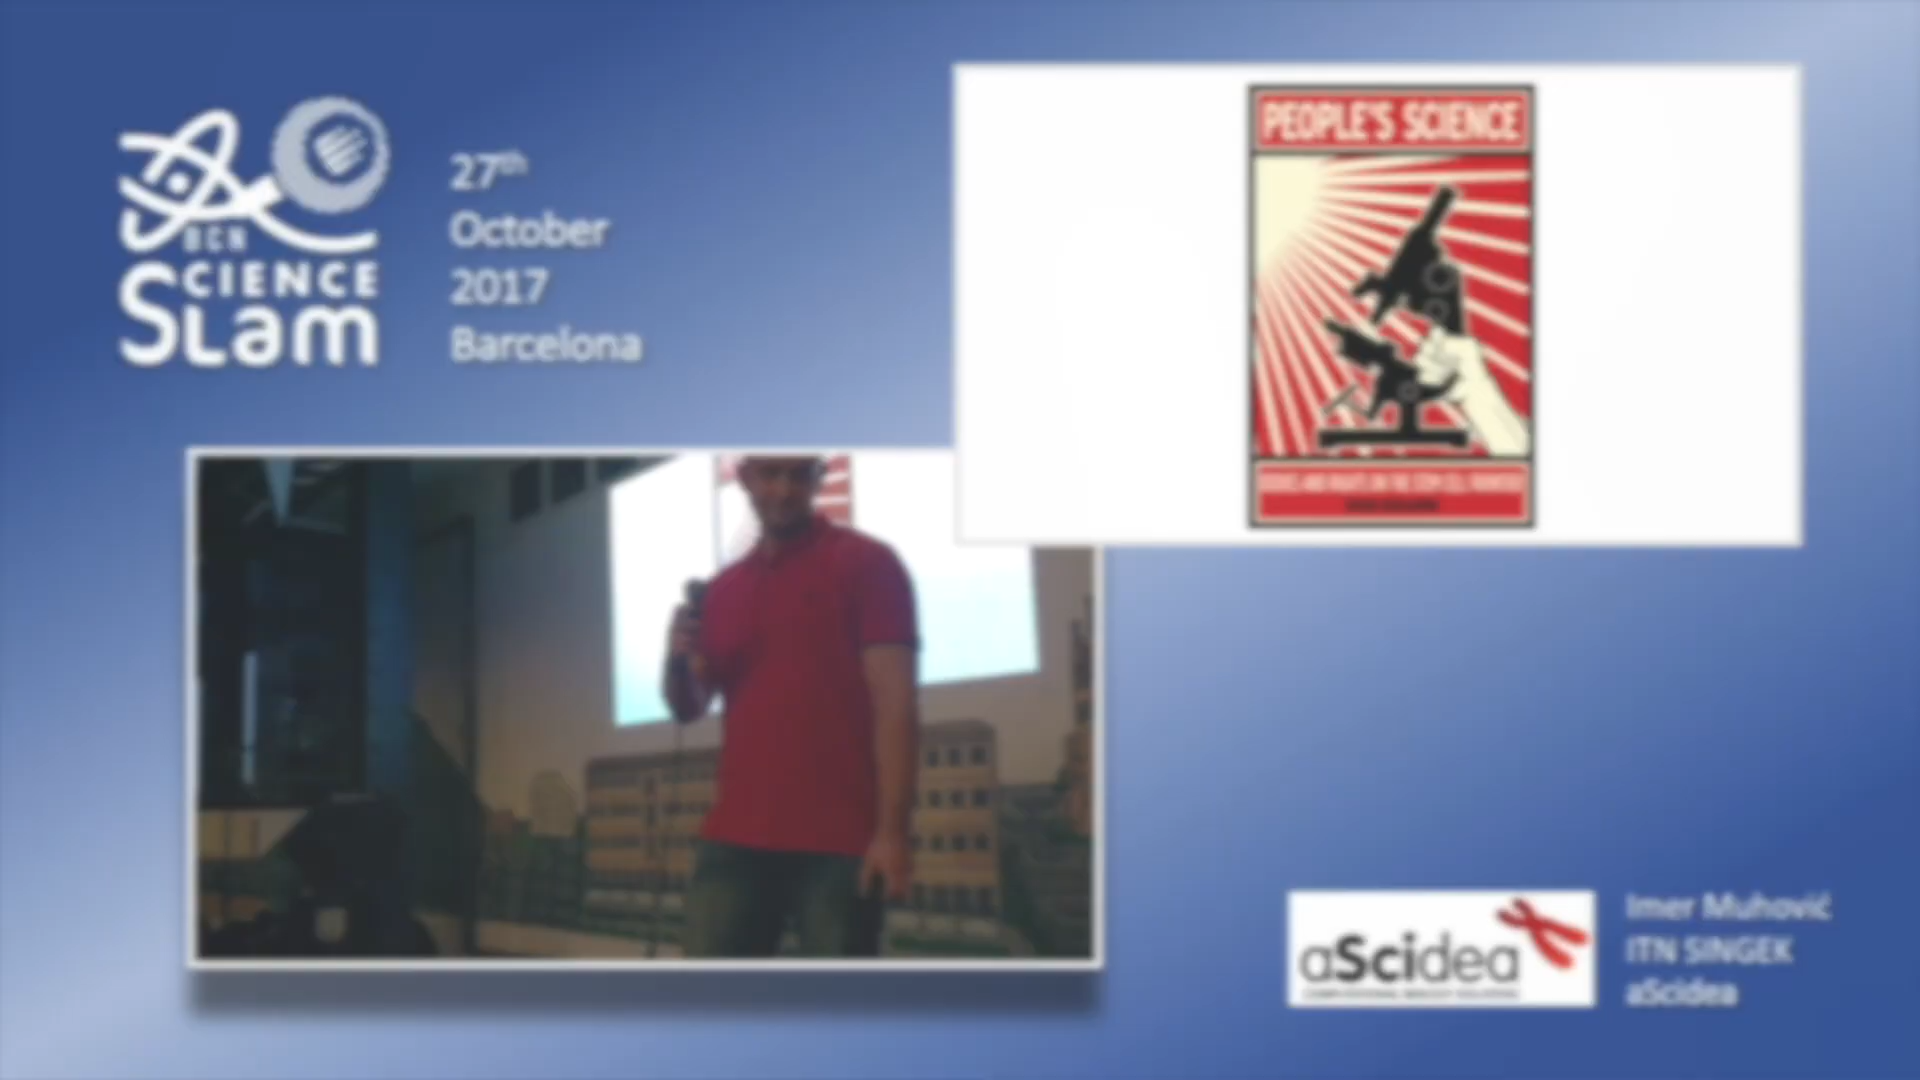 BCN
SCIENCE
SLam
27th
October
2017
Barcelona
PEOPLE'S SCIENCE
aScidea
Imer Muhović
ITN SINGEK
aScidea